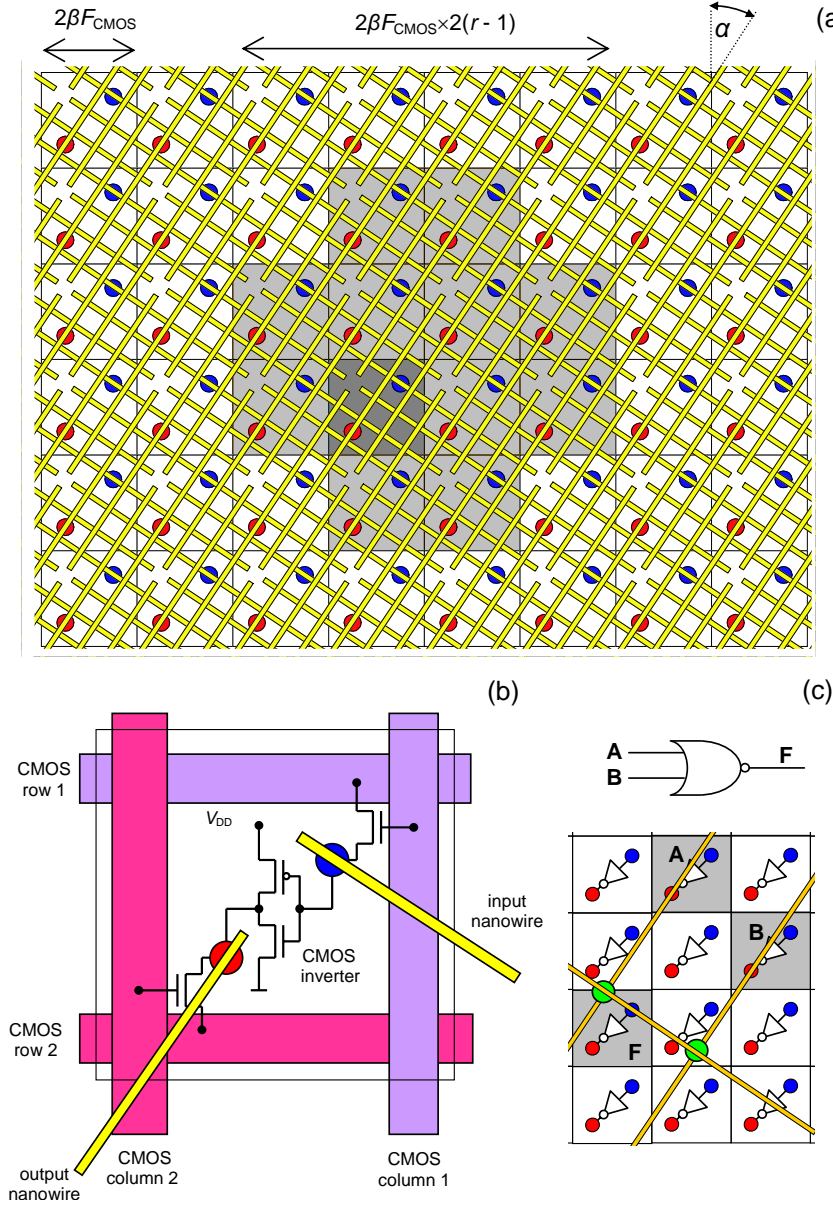 2βF_CMOS
2βF_CMOS×2(r - 1)
α
(a
(b)
CMOS
row 1
V_DD
input
nanowire
CMOS
inverter
CMOS
row 2
output
nanowire
CMOS
column 2
CMOS
column 1
(c)
A
B
F
A
B
F